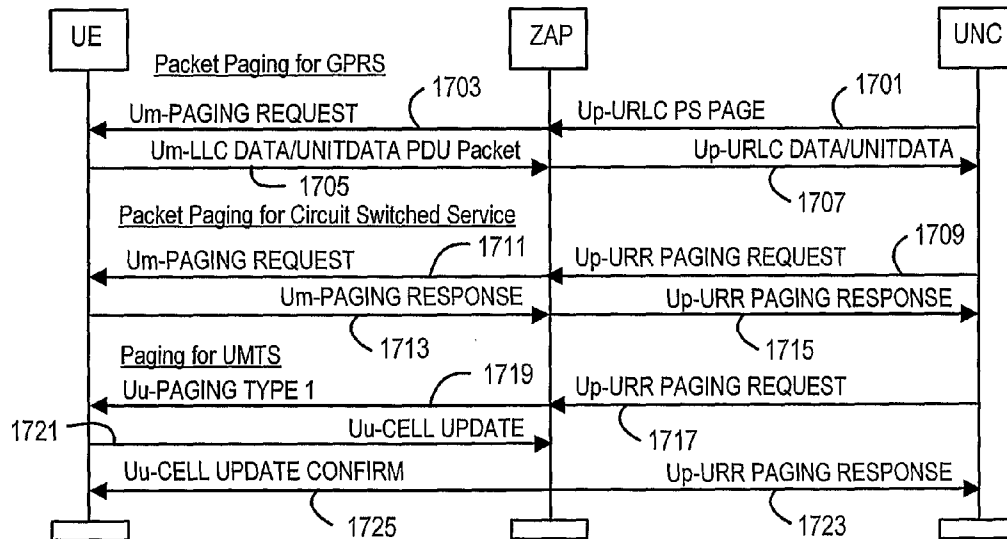 UE ZAP UNC
Packet Paging for GPRS
1703 1701
Um-PAGING REQUEST Up-URLC PS PAGE
Um-LLC DATA/UNITDATA PDU Packet Up-URLC DATA/UNITDATA
1705 1707
Packet Paging for Circuit Switched Service
1711 1709
Um-PAGING REQUEST Up-URR PAGING REQUEST
Um-PAGING RESPONSE Up-URR PAGING RESPONSE
1713 1715
Paging for UMTS
1719
Uu-PAGING TYPE 1 Up-URR PAGING REQUEST
1721 Uu-CELL UPDATE 1717
Uu-CELL UPDATE CONFIRM Up-URR PAGING RESPONSE
1725 1723